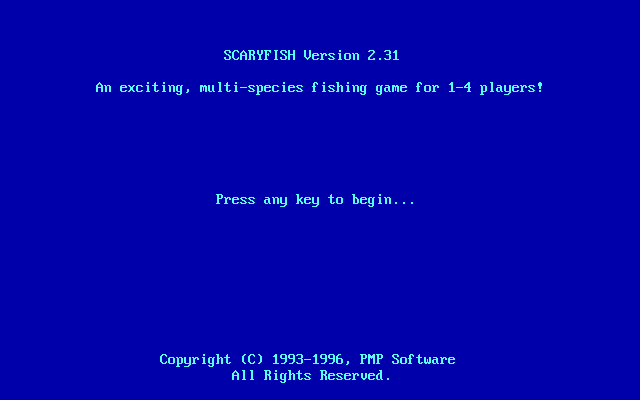 SCARYFISH Version 2.31
An exciting, multi-species fishing game for 1-4 players!
Press any key to begin...
Copyright (C) 1993-1996, PMP Software
All Rights Reserved.